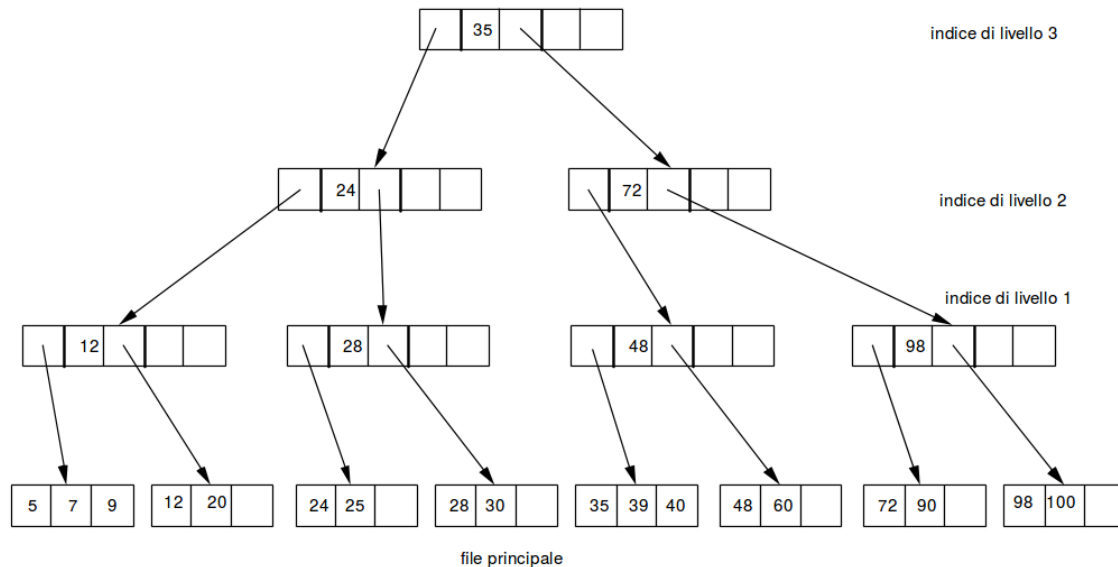 35
indice di livello 3
24
72
indice di livello 2
indice di livello 1
12
28
48
98
5 7 9
12 20
24 25
28 30
35 39 40
48 60
72 90
98 100
file principale